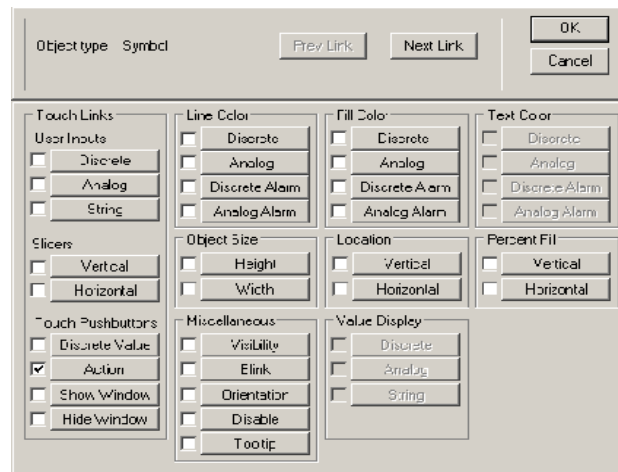 Object type Symbol
Prev Link
Next Link
OK
Cancel
Touch Links
User Inputs
Discrete
Analog
String
Sliders
Vertical
Horizontal
Touch Pushbuttons
Discrete Value
Action
Show Window
Hide Window
Line Color
Discrete
Analog
Discrete Alarm
Analog Alarm
Object Size
Height
Width
Miscellaneous
Visibility
Blink
Orientation
Disable
Tooltip
Fill Color
Discrete
Analog
Discrete Alarm
Analog Alarm
Location
Vertical
Horizontal
Value Display
Discrete
Analog
String
Text Color
Discrete
Analog
Discrete Alarm
Analog Alarm
Percent Fill
Vertical
Horizontal